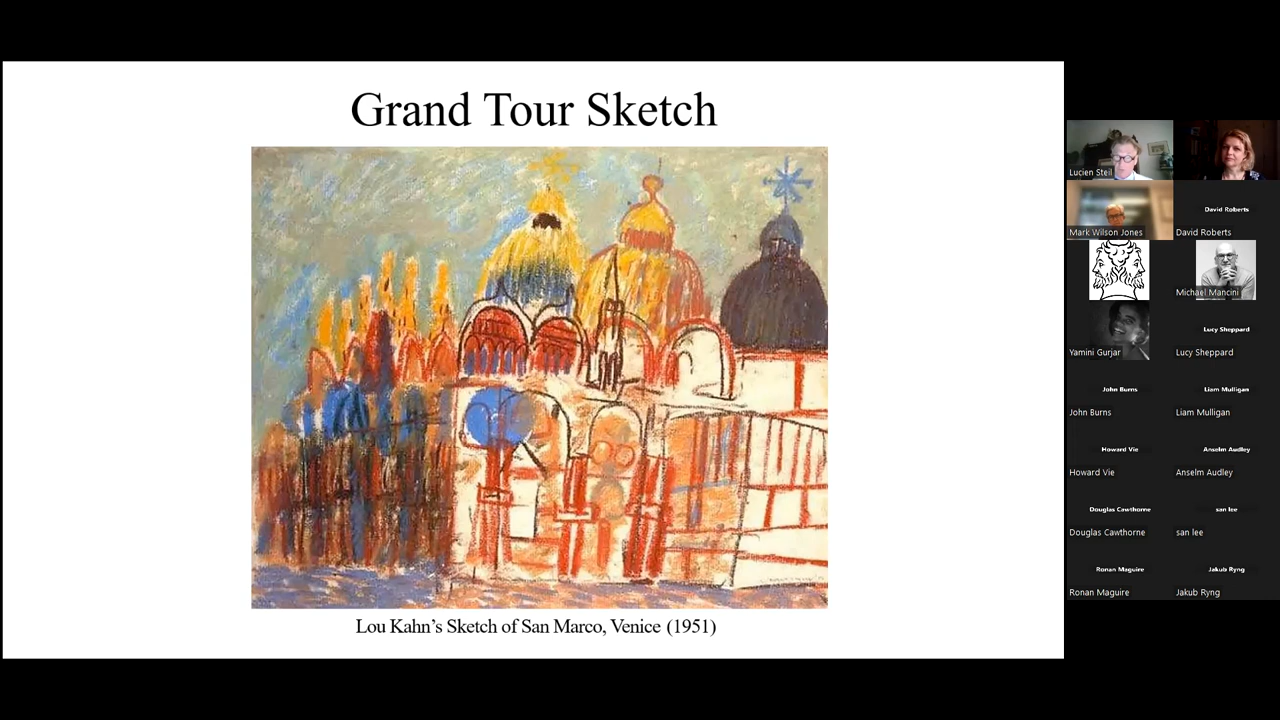 Grand Tour Sketch
Lou Kahn's Sketch of San Marco, Venice (1951)
Lucien Steil
Mark Wilson Jones
David Roberts
David Roberts
Michael Mancini
Yamini Gurjar
Lucy Sheppard
Lucy Sheppard
John Burns
John Burns
Liam Mulligan
Liam Mulligan
Howard Vie
Howard Vie
Anselm Audley
Anselm Audley
Douglas Cawthorne
Douglas Cawthorne
san lee
san lee
Ronan Maguire
Ronan Maguire
Jakub Ryng
Jakub Ryng